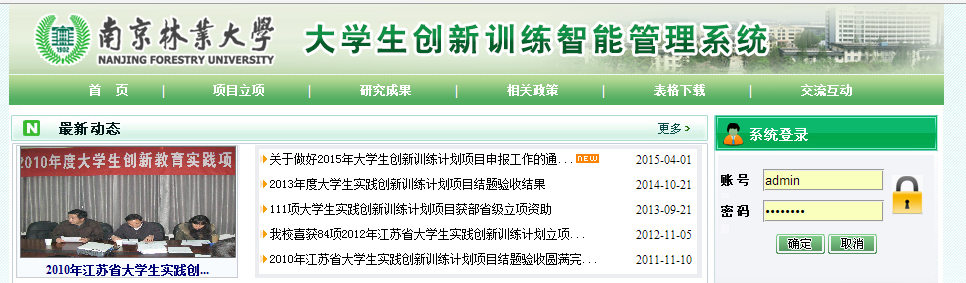 南京林業大學
NANJING FORESTRY UNIVERSITY
1902
大学生创新训练智能管理系统
首 页 | 项目立项 | 研究成果 | 相关政策 | 表格下载 | 交流互动
N 最新动态 更多 >
2010年度大学生创新教育实践项
2010年江苏省大学生实践创...
关于做好2015年大学生创新训练计划项目申报工作的通... NEW 2015-04-01
2013年度大学生实践创新训练计划项目结题验收结果 2014-10-21
111项大学生实践创新训练计划项目获部省级立项资助 2013-09-21
我校喜获84项2012年江苏省大学生实践创新训练计划立项... 2012-11-05
2010年江苏省大学生实践创新训练计划项目结题验收圆满完... 2011-11-10
系统登录
账 号 admin
密 码 ••••••••
确定 取消